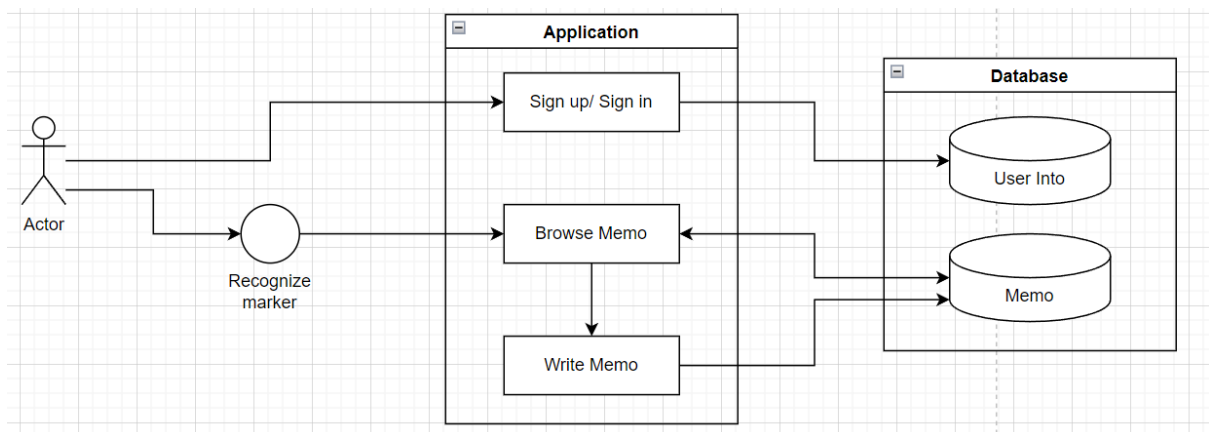 Application
Database
Sign up/ Sign in
User Into
Actor
Browse Memo
Recognize
marker
Memo
Write Memo